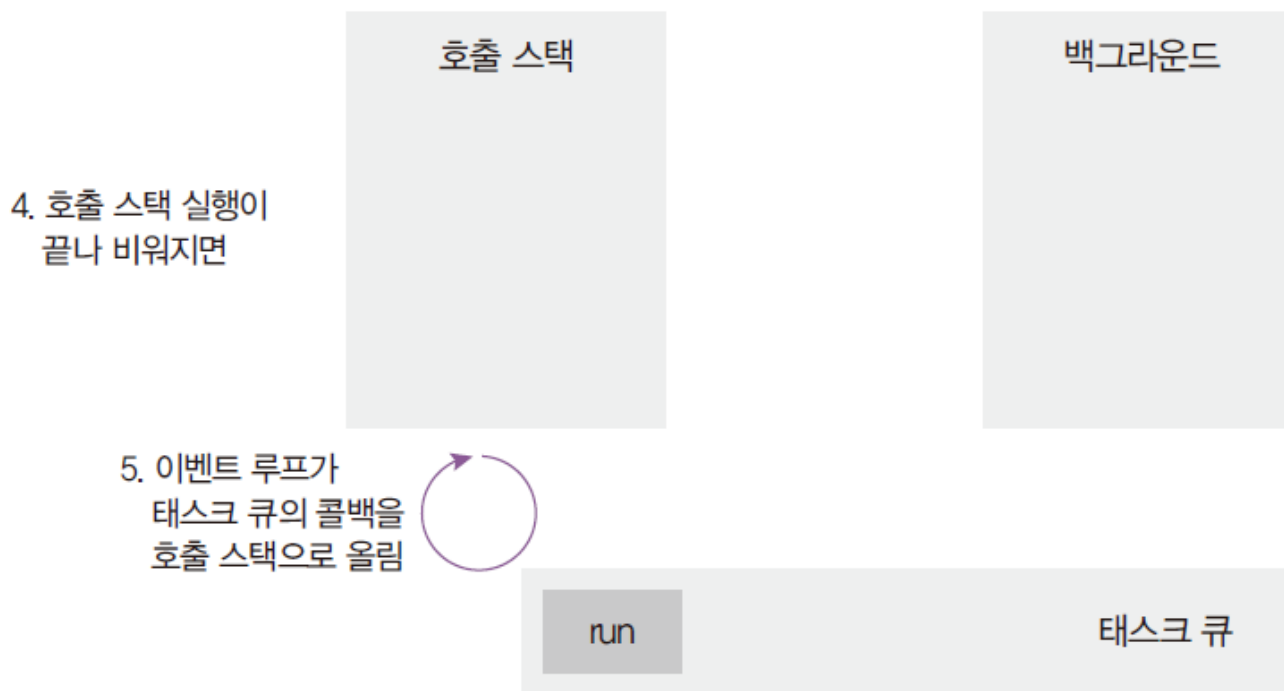 호출 스택
백그라운드
4. 호출 스택 실행이
끝나 비워지면
5. 이벤트 루프가
태스크 큐의 콜백을
호출 스택으로 올림
run
태스크 큐